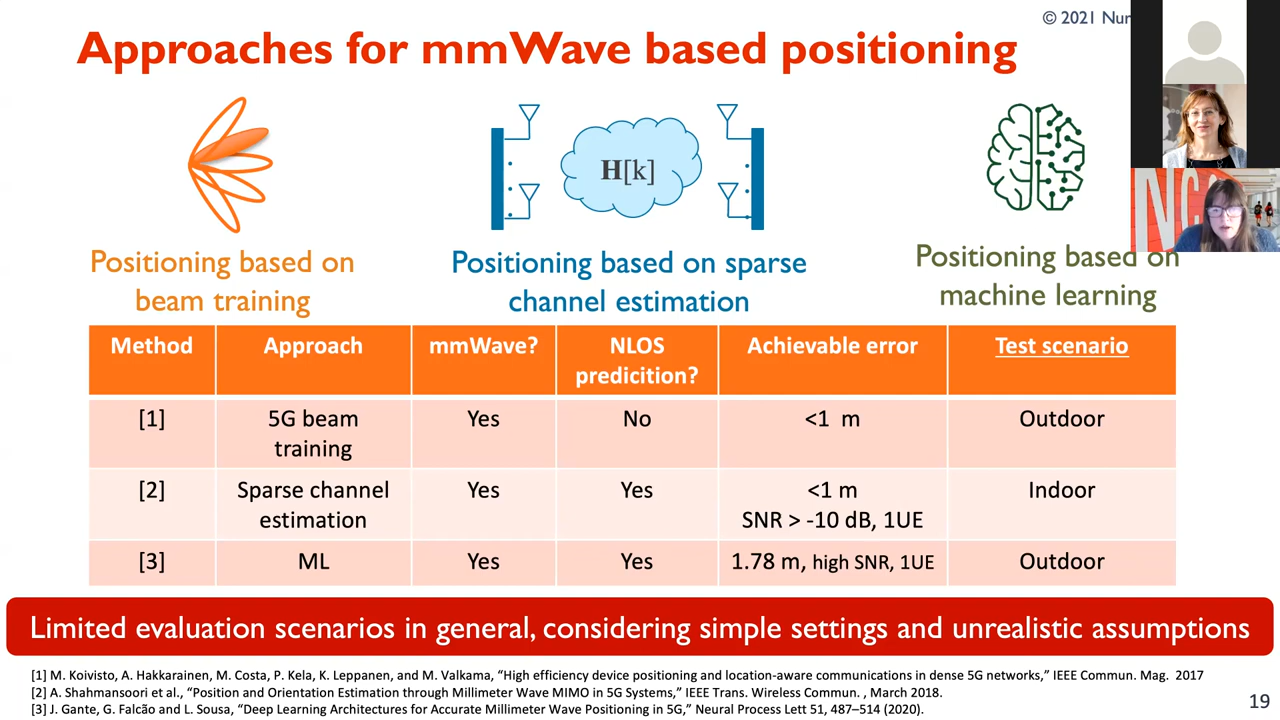 © 2021 Nur
Approaches for mmWave based positioning
H[k]
Positioning based on
beam training
Positioning based on sparse
channel estimation
Positioning based on
machine learning
Method Approach mmWave? NLOS predicition? Achievable error Test scenario
[1] 5G beam training Yes No <1 m Outdoor
[2] Sparse channel estimation Yes Yes <1 m SNR > -10 dB, 1UE Indoor
[3] ML Yes Yes 1.78 m, high SNR, 1UE Outdoor
Limited evaluation scenarios in general, considering simple settings and unrealistic assumptions
[1] M. Koivisto, A. Hakkarainen, M. Costa, P. Kela, K. Leppanen, and M. Valkama, “High efficiency device positioning and location-aware communications in dense 5G networks,” IEEE Commun. Mag. 2017
[2] A. Shahmansoori et al., “Position and Orientation Estimation through Millimeter Wave MIMO in 5G Systems,” IEEE Trans. Wireless Commun. , March 2018.
[3] J. Gante, G. Falcão and L. Sousa, “Deep Learning Architectures for Accurate Millimeter Wave Positioning in 5G,” Neural Process Lett 51, 487–514 (2020).
19
NC